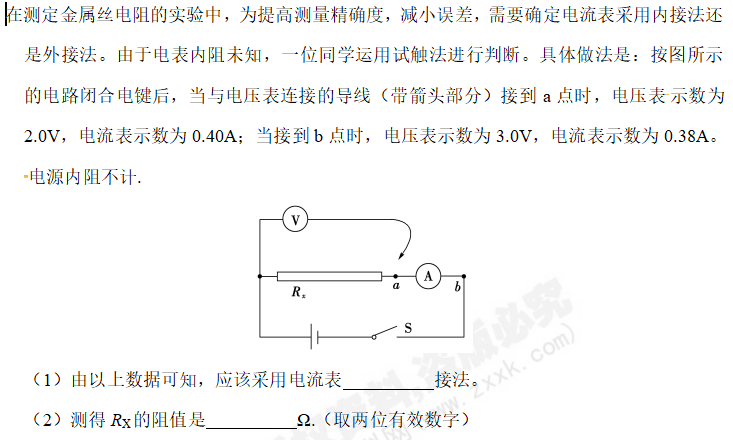 在测定金属丝电阻的实验中，为提高测量精确度，减小误差，需要确定电流表采用内接法还
是外接法。由于电表内阻未知，一位同学运用试触法进行判断。具体做法是：按图所示
的电路闭合电键后，当与电压表连接的导线（带箭头部分）接到 a 点时，电压表示数为
2.0V，电流表示数为 0.40A；当接到 b 点时，电压表示数为 3.0V，电流表示数为 0.38A。
电源内阻不计.
V
A
Rx
a
b
S
（1）由以上数据可知，应该采用电流表________接法。
（2）测得 RX 的阻值是________Ω.（取两位有效数字）
www.zxxk.com